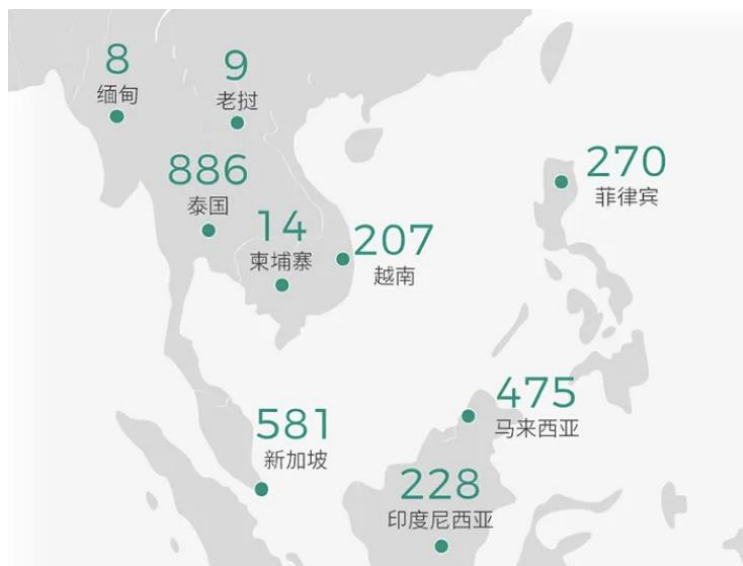 8
缅甸
9
老挝
886
泰国
14
柬埔寨
207
越南
270
菲律宾
475
马来西亚
581
新加坡
228
印度尼西亚